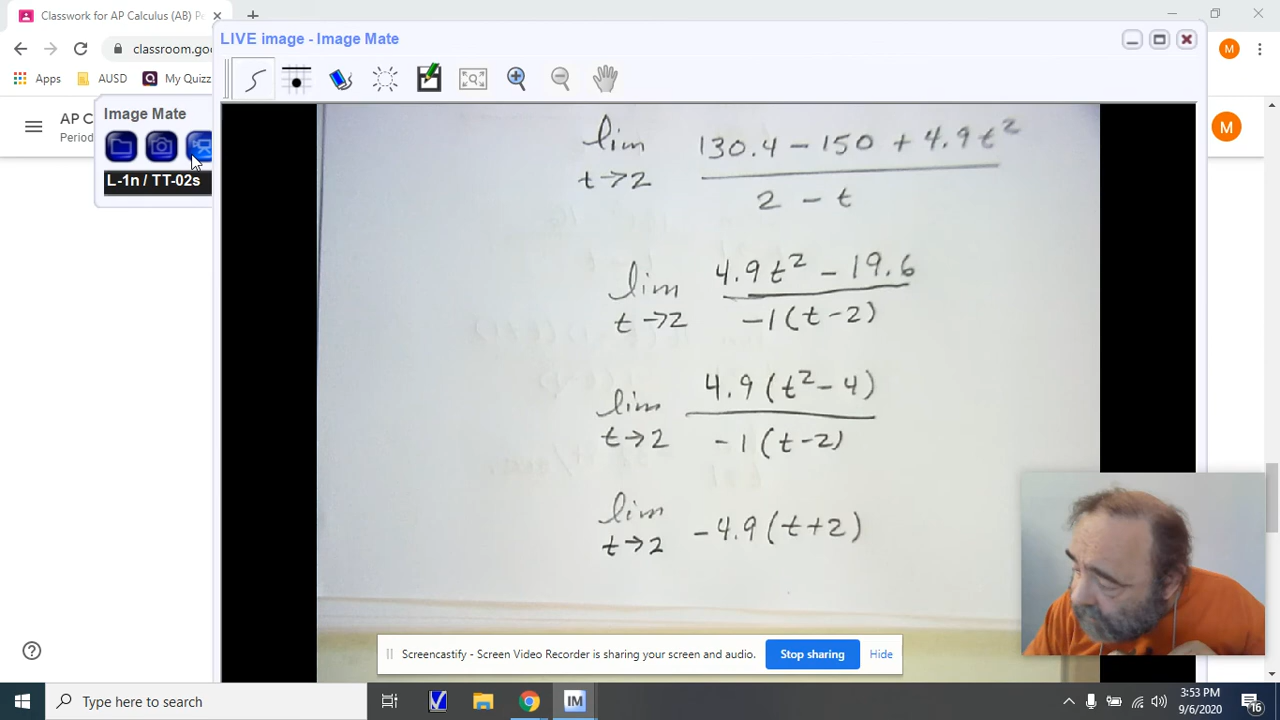 Classwork for AP Calculus (AB) P
classroom.goo
M
Apps
AUSD
My Quizz
LIVE image - Image Mate
Image Mate
L-1n / TT-02s
AP C
Period
M
lim 130.4 - 150 + 4.9t²
t→2 2 - t
lim 4.9t² - 19.6
t→2 -1(t-2)
lim 4.9(t²-4)
t→2 -1(t-2)
lim -4.9(t+2)
t→2
Screencastify - Screen Video Recorder is sharing your screen and audio.
Stop sharing
Hide
Type here to search
IM
3:53 PM
9/6/2020
16